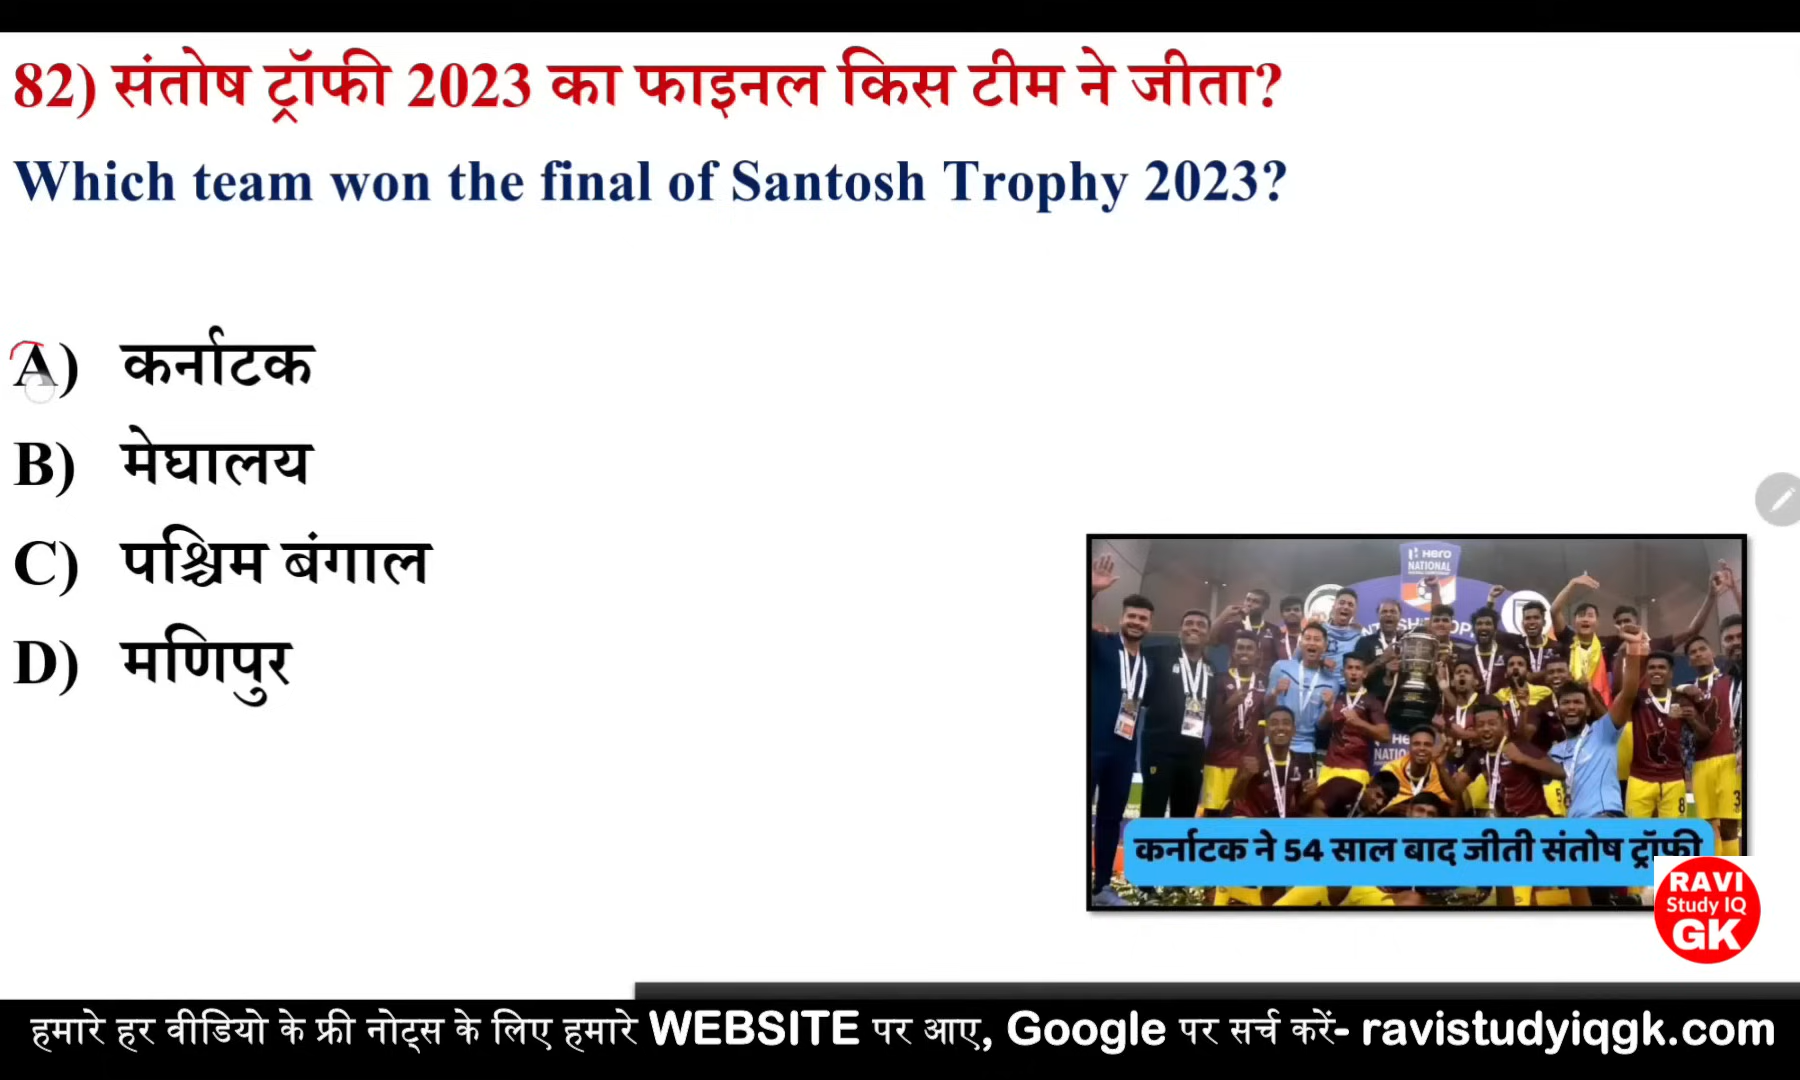 82) संतोष ट्रॉफी 2023 का फाइनल किस टीम ने जीता?
Which team won the final of Santosh Trophy 2023?
A) कर्नाटक
B) मेघालय
C) पश्चिम बंगाल
D) मणिपुर
Hero
NATIONAL
कर्नाटक ने 54 साल बाद जीती संतोष ट्रॉफी
RAVI
Study IQ
GK
हमारे हर वीडियो के फ्री नोट्स के लिए हमारे WEBSITE पर आए, Google पर सर्च करें- ravistudyiqgk.com